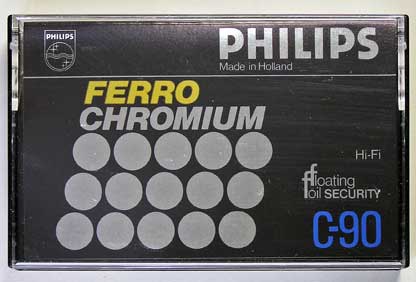 PHILIPS
PHILIPS
Made in Holland
FERRO
CHROMIUM
Hi-Fi
floating
foil SECURITY
C-90